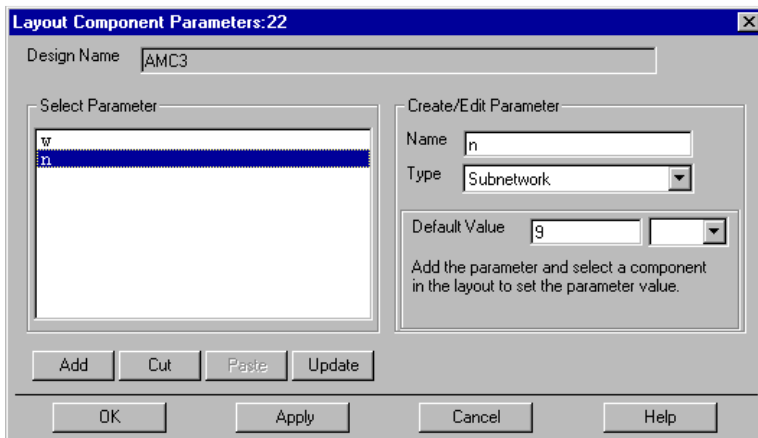 Layout Component Parameters:22
Design Name AMC3
Select Parameter
w
n
Create/Edit Parameter
Name n
Type Subnetwork
Default Value 9
Add the parameter and select a component
in the layout to set the parameter value.
Add Cut Paste Update
OK Apply Cancel Help